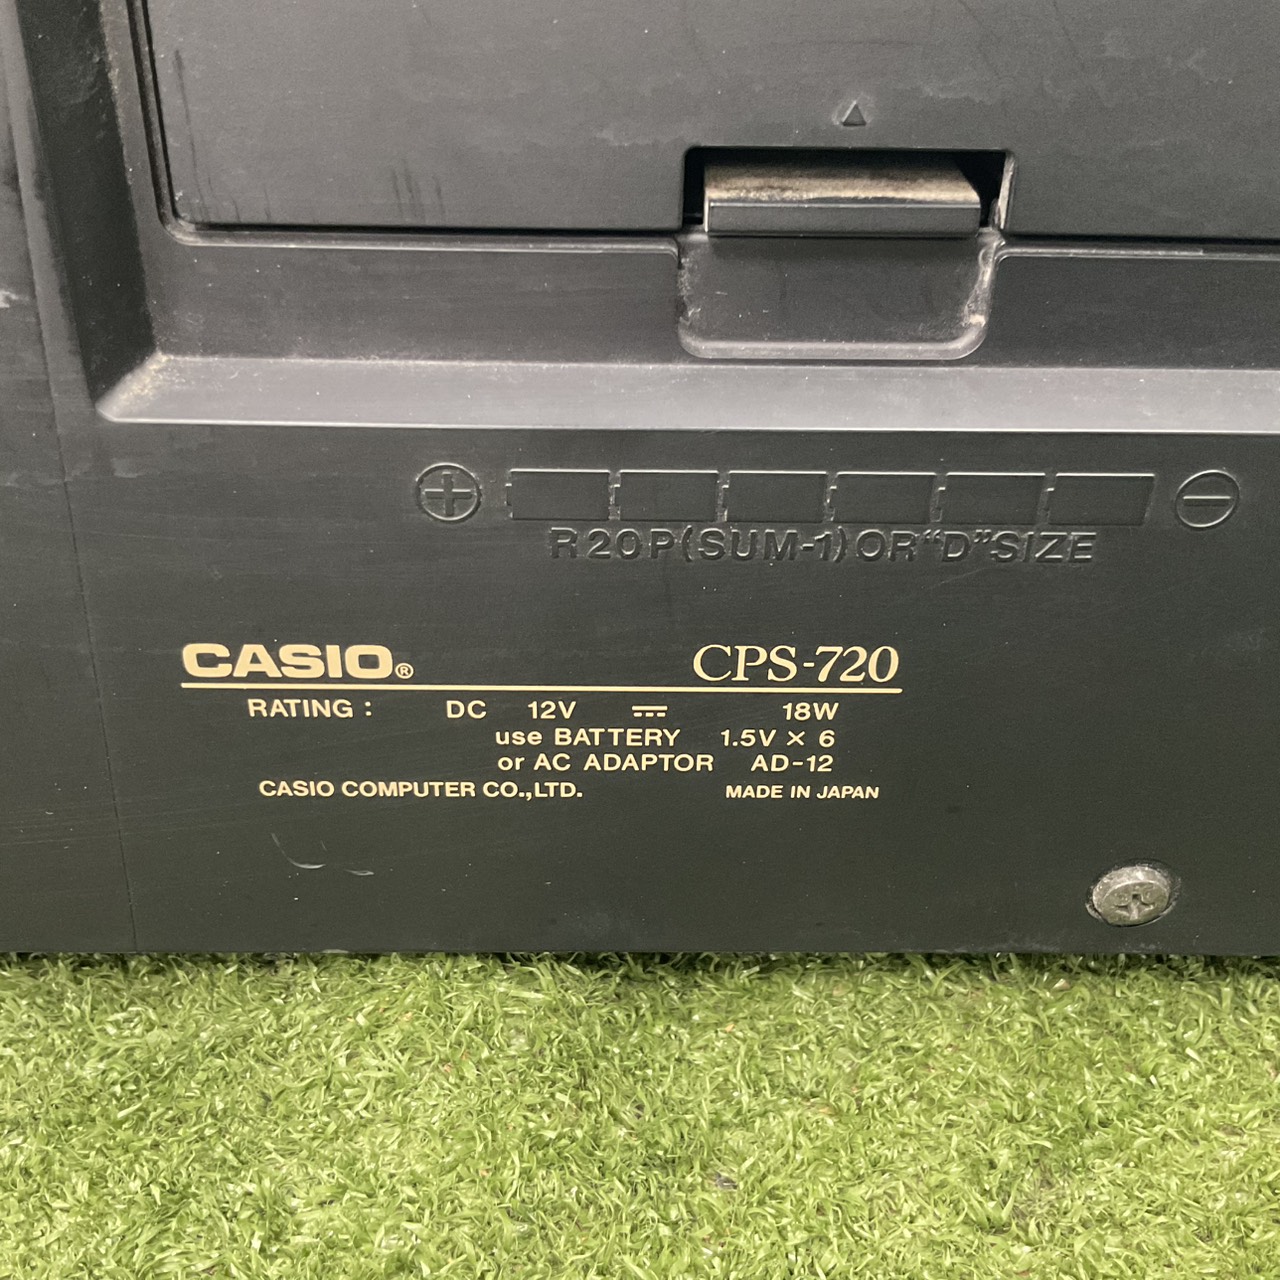 R20P(SUM-1)OR"D"SIZE
CASIO® CPS-720
RATING : DC 12V ⎓ 18W
use BATTERY 1.5V × 6
or AC ADAPTOR AD-12
CASIO COMPUTER CO.,LTD. MADE IN JAPAN